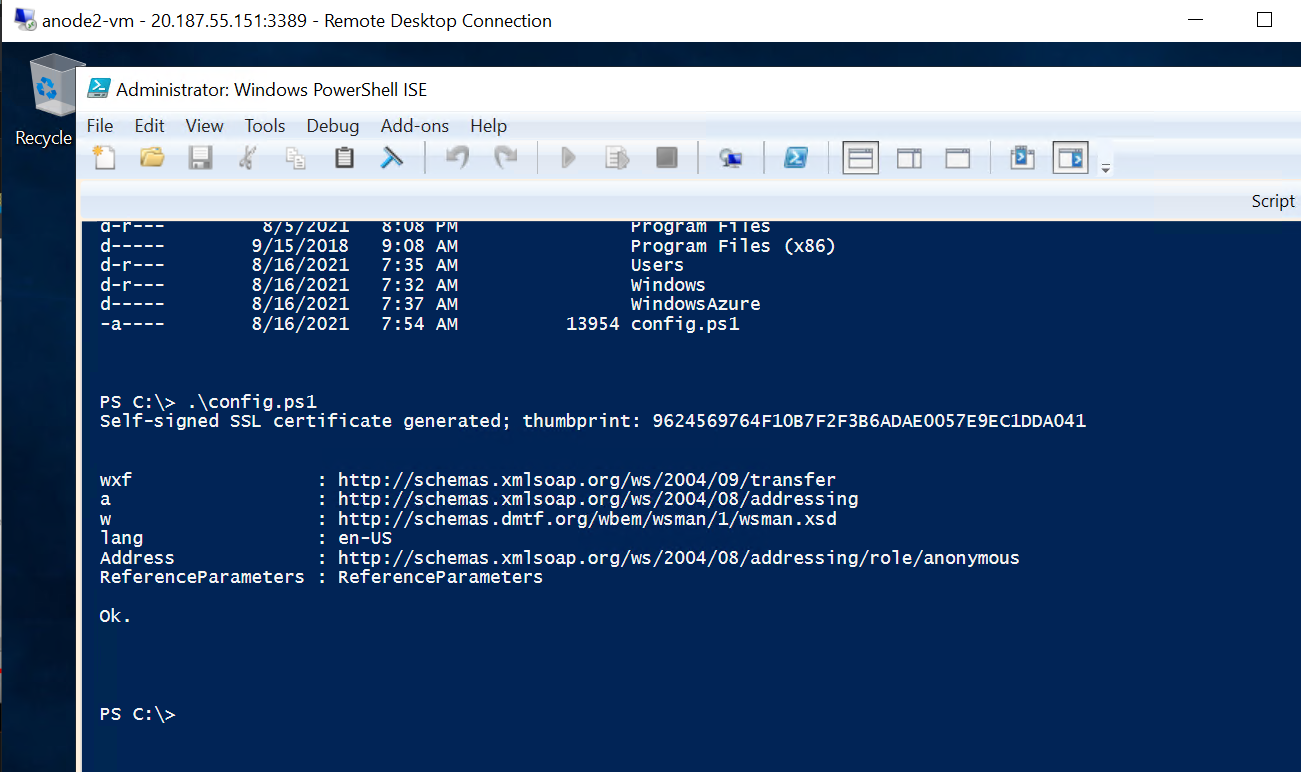 anode2-vm - 20.187.55.151:3389 - Remote Desktop Connection
Recycle
Administrator: Windows PowerShell ISE
File Edit View Tools Debug Add-ons Help
Script
d-r--- 8/5/2021 8:08 PM Program Files
d----- 9/15/2018 9:08 AM Program Files (x86)
d-r--- 8/16/2021 7:35 AM Users
d-r--- 8/16/2021 7:32 AM Windows
d----- 8/16/2021 7:37 AM WindowsAzure
-a---- 8/16/2021 7:54 AM 13954 config.ps1
PS C:\> .\config.ps1
Self-signed SSL certificate generated; thumbprint: 9624569764F10B7F2F3B6ADAE0057E9EC1DDA041
wxf : http://schemas.xmlsoap.org/ws/2004/09/transfer
a : http://schemas.xmlsoap.org/ws/2004/08/addressing
w : http://schemas.dmtf.org/wbem/wsman/1/wsman.xsd
lang : en-US
Address : http://schemas.xmlsoap.org/ws/2004/08/addressing/role/anonymous
ReferenceParameters : ReferenceParameters
Ok.
PS C:\>